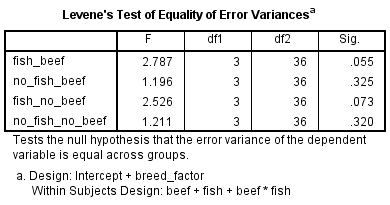 Levene's Test of Equality of Error Variancesa
F df1 df2 Sig.
fish_beef 2.787 3 36 .055
no_fish_beef 1.196 3 36 .325
fish_no_beef 2.526 3 36 .073
no_fish_no_beef 1.211 3 36 .320
Tests the null hypothesis that the error variance of the dependent
variable is equal across groups.
a. Design: Intercept + breed_factor
Within Subjects Design: beef + fish + beef * fish